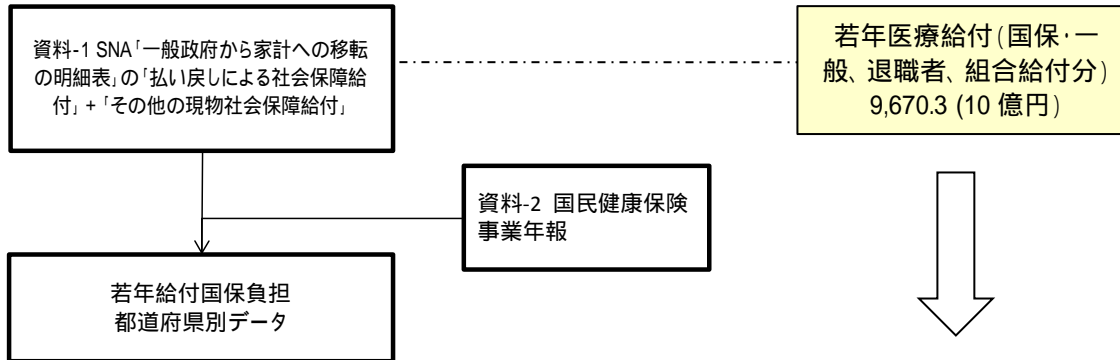 資料-1 SNA「一般政府から家計への移転
の明細表」の「払い戻しによる社会保障給
付」+「その他の現物社会保障給付」
若年医療給付(国保・一
般、退職者、組合給付分)
9,670.3 (10 億円)
資料-2 国民健康保険
事業年報
若年給付国保負担
都道府県別データ